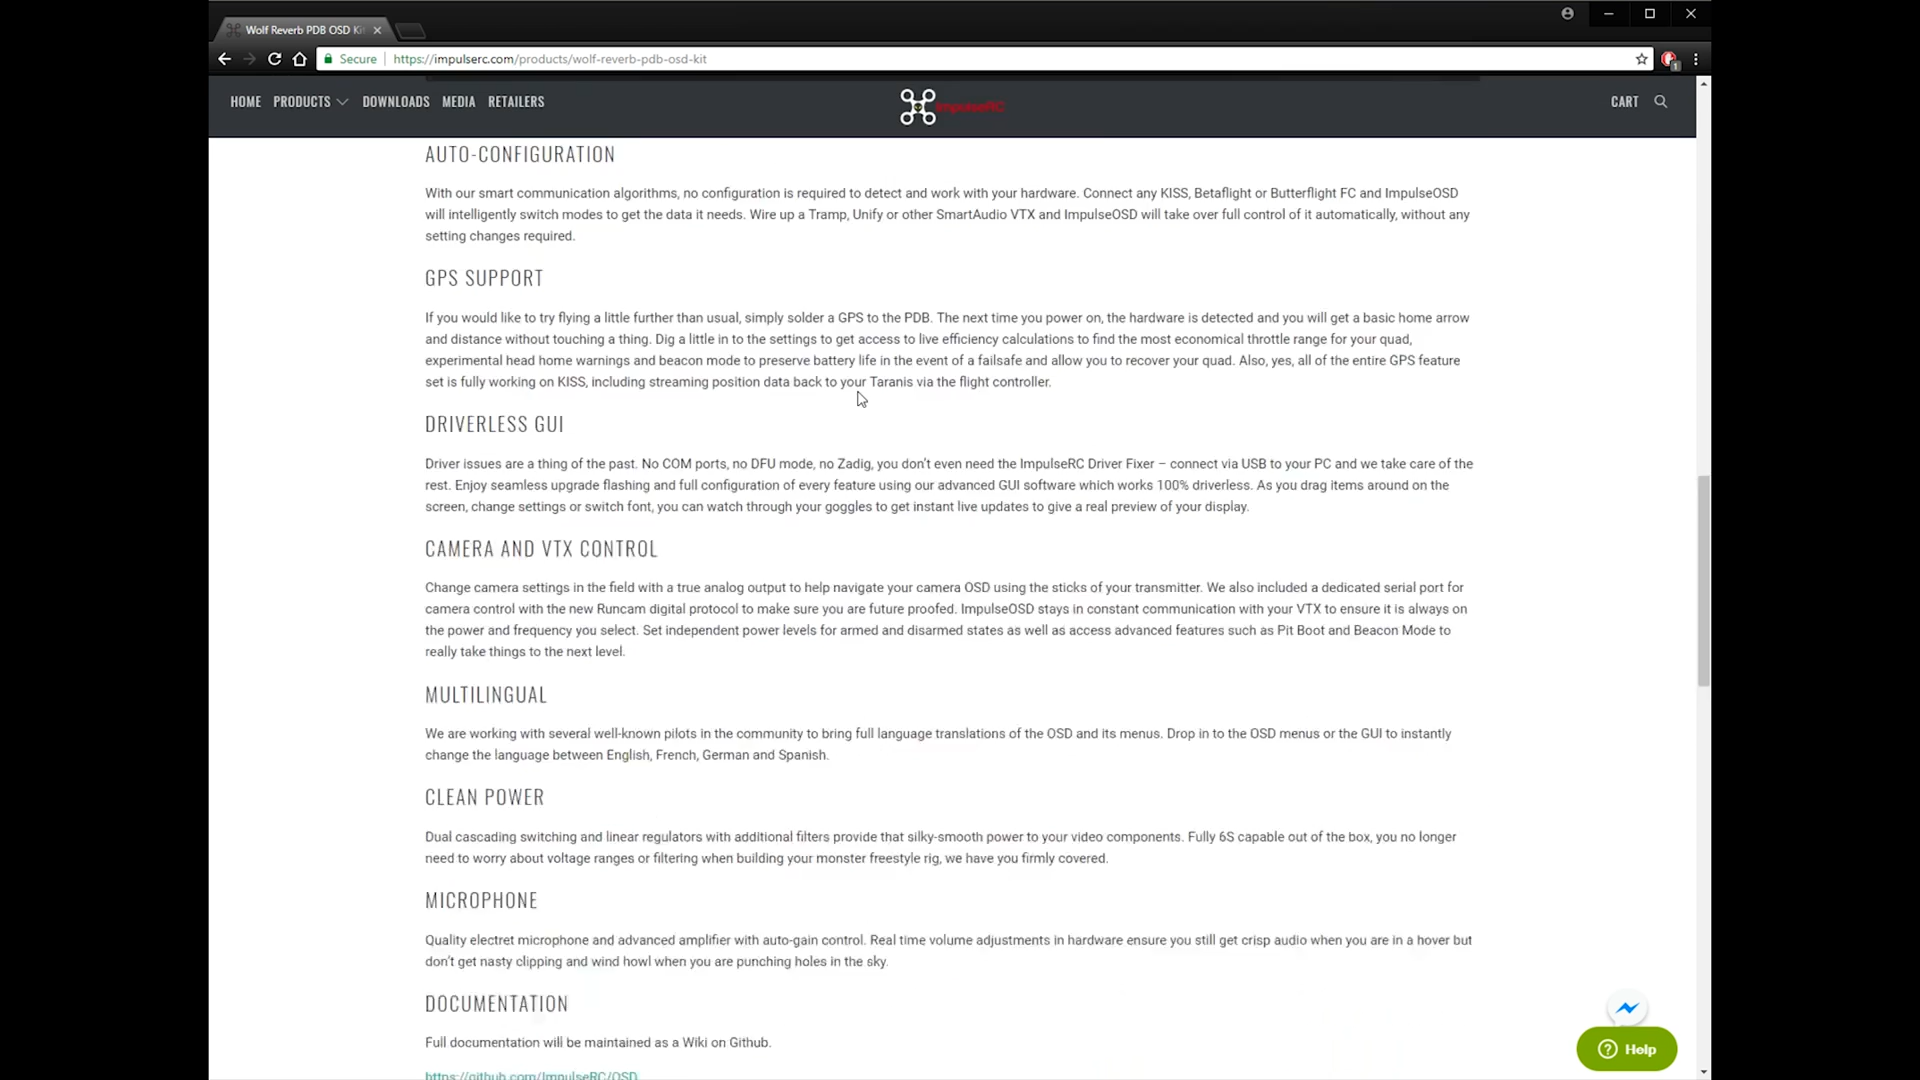 Wolf Reverb PDB OSD Ki
Secure
https://impulserc.com/products/wolf-reverb-pdb-osd-kit
1
HOME PRODUCTS DOWNLOADS MEDIA RETAILERS
ImpulseRC
CART
AUTO-CONFIGURATION
With our smart communication algorithms, no configuration is required to detect and work with your hardware. Connect any KISS, Betaflight or Butterflight FC and ImpulseOSD
will intelligently switch modes to get the data it needs. Wire up a Tramp, Unify or other SmartAudio VTX and ImpulseOSD will take over full control of it automatically, without any
setting changes required.
GPS SUPPORT
If you would like to try flying a little further than usual, simply solder a GPS to the PDB. The next time you power on, the hardware is detected and you will get a basic home arrow
and distance without touching a thing. Dig a little in to the settings to get access to live efficiency calculations to find the most economical throttle range for your quad,
experimental head home warnings and beacon mode to preserve battery life in the event of a failsafe and allow you to recover your quad. Also, yes, all of the entire GPS feature
set is fully working on KISS, including streaming position data back to your Taranis via the flight controller.
DRIVERLESS GUI
Driver issues are a thing of the past. No COM ports, no DFU mode, no Zadig, you don't even need the ImpulseRC Driver Fixer – connect via USB to your PC and we take care of the
rest. Enjoy seamless upgrade flashing and full configuration of every feature using our advanced GUI software which works 100% driverless. As you drag items around on the
screen, change settings or switch font, you can watch through your goggles to get instant live updates to give a real preview of your display.
CAMERA AND VTX CONTROL
Change camera settings in the field with a true analog output to help navigate your camera OSD using the sticks of your transmitter. We also included a dedicated serial port for
camera control with the new Runcam digital protocol to make sure you are future proofed. ImpulseOSD stays in constant communication with your VTX to ensure it is always on
the power and frequency you select. Set independent power levels for armed and disarmed states as well as access advanced features such as Pit Boot and Beacon Mode to
really take things to the next level.
MULTILINGUAL
We are working with several well-known pilots in the community to bring full language translations of the OSD and its menus. Drop in to the OSD menus or the GUI to instantly
change the language between English, French, German and Spanish.
CLEAN POWER
Dual cascading switching and linear regulators with additional filters provide that silky-smooth power to your video components. Fully 6S capable out of the box, you no longer
need to worry about voltage ranges or filtering when building your monster freestyle rig, we have you firmly covered.
MICROPHONE
Quality electret microphone and advanced amplifier with auto-gain control. Real time volume adjustments in hardware ensure you still get crisp audio when you are in a hover but
don't get nasty clipping and wind howl when you are punching holes in the sky.
DOCUMENTATION
Full documentation will be maintained as a Wiki on Github.
https://github.com/ImpulseRC/OSD
Help